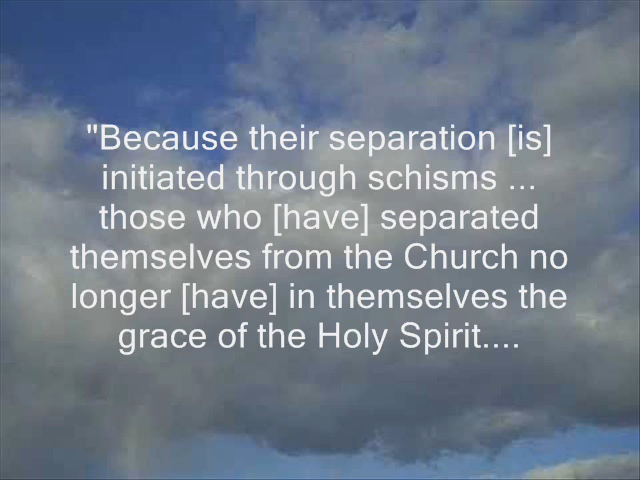 "Because their separation [is]
initiated through schisms ...
those who [have] separated
themselves from the Church no
longer [have] in themselves the
grace of the Holy Spirit....